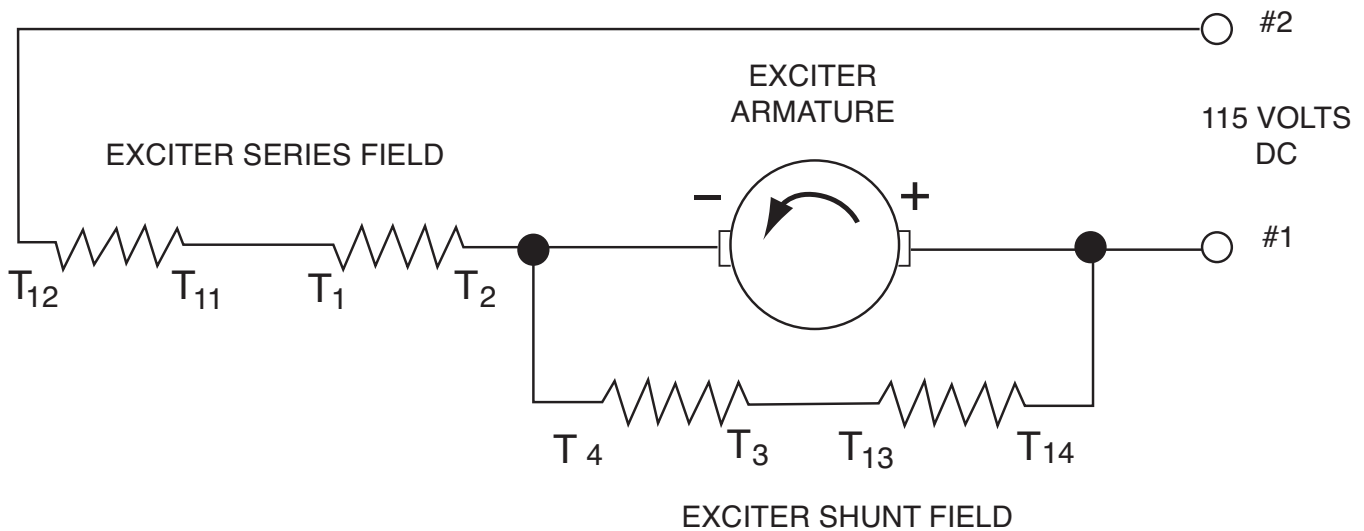 #2
EXCITER
ARMATURE
115 VOLTS
DC
EXCITER SERIES FIELD
− +
#1
T12 T11 T1 T2
T 4 T3 T13 T14
EXCITER SHUNT FIELD